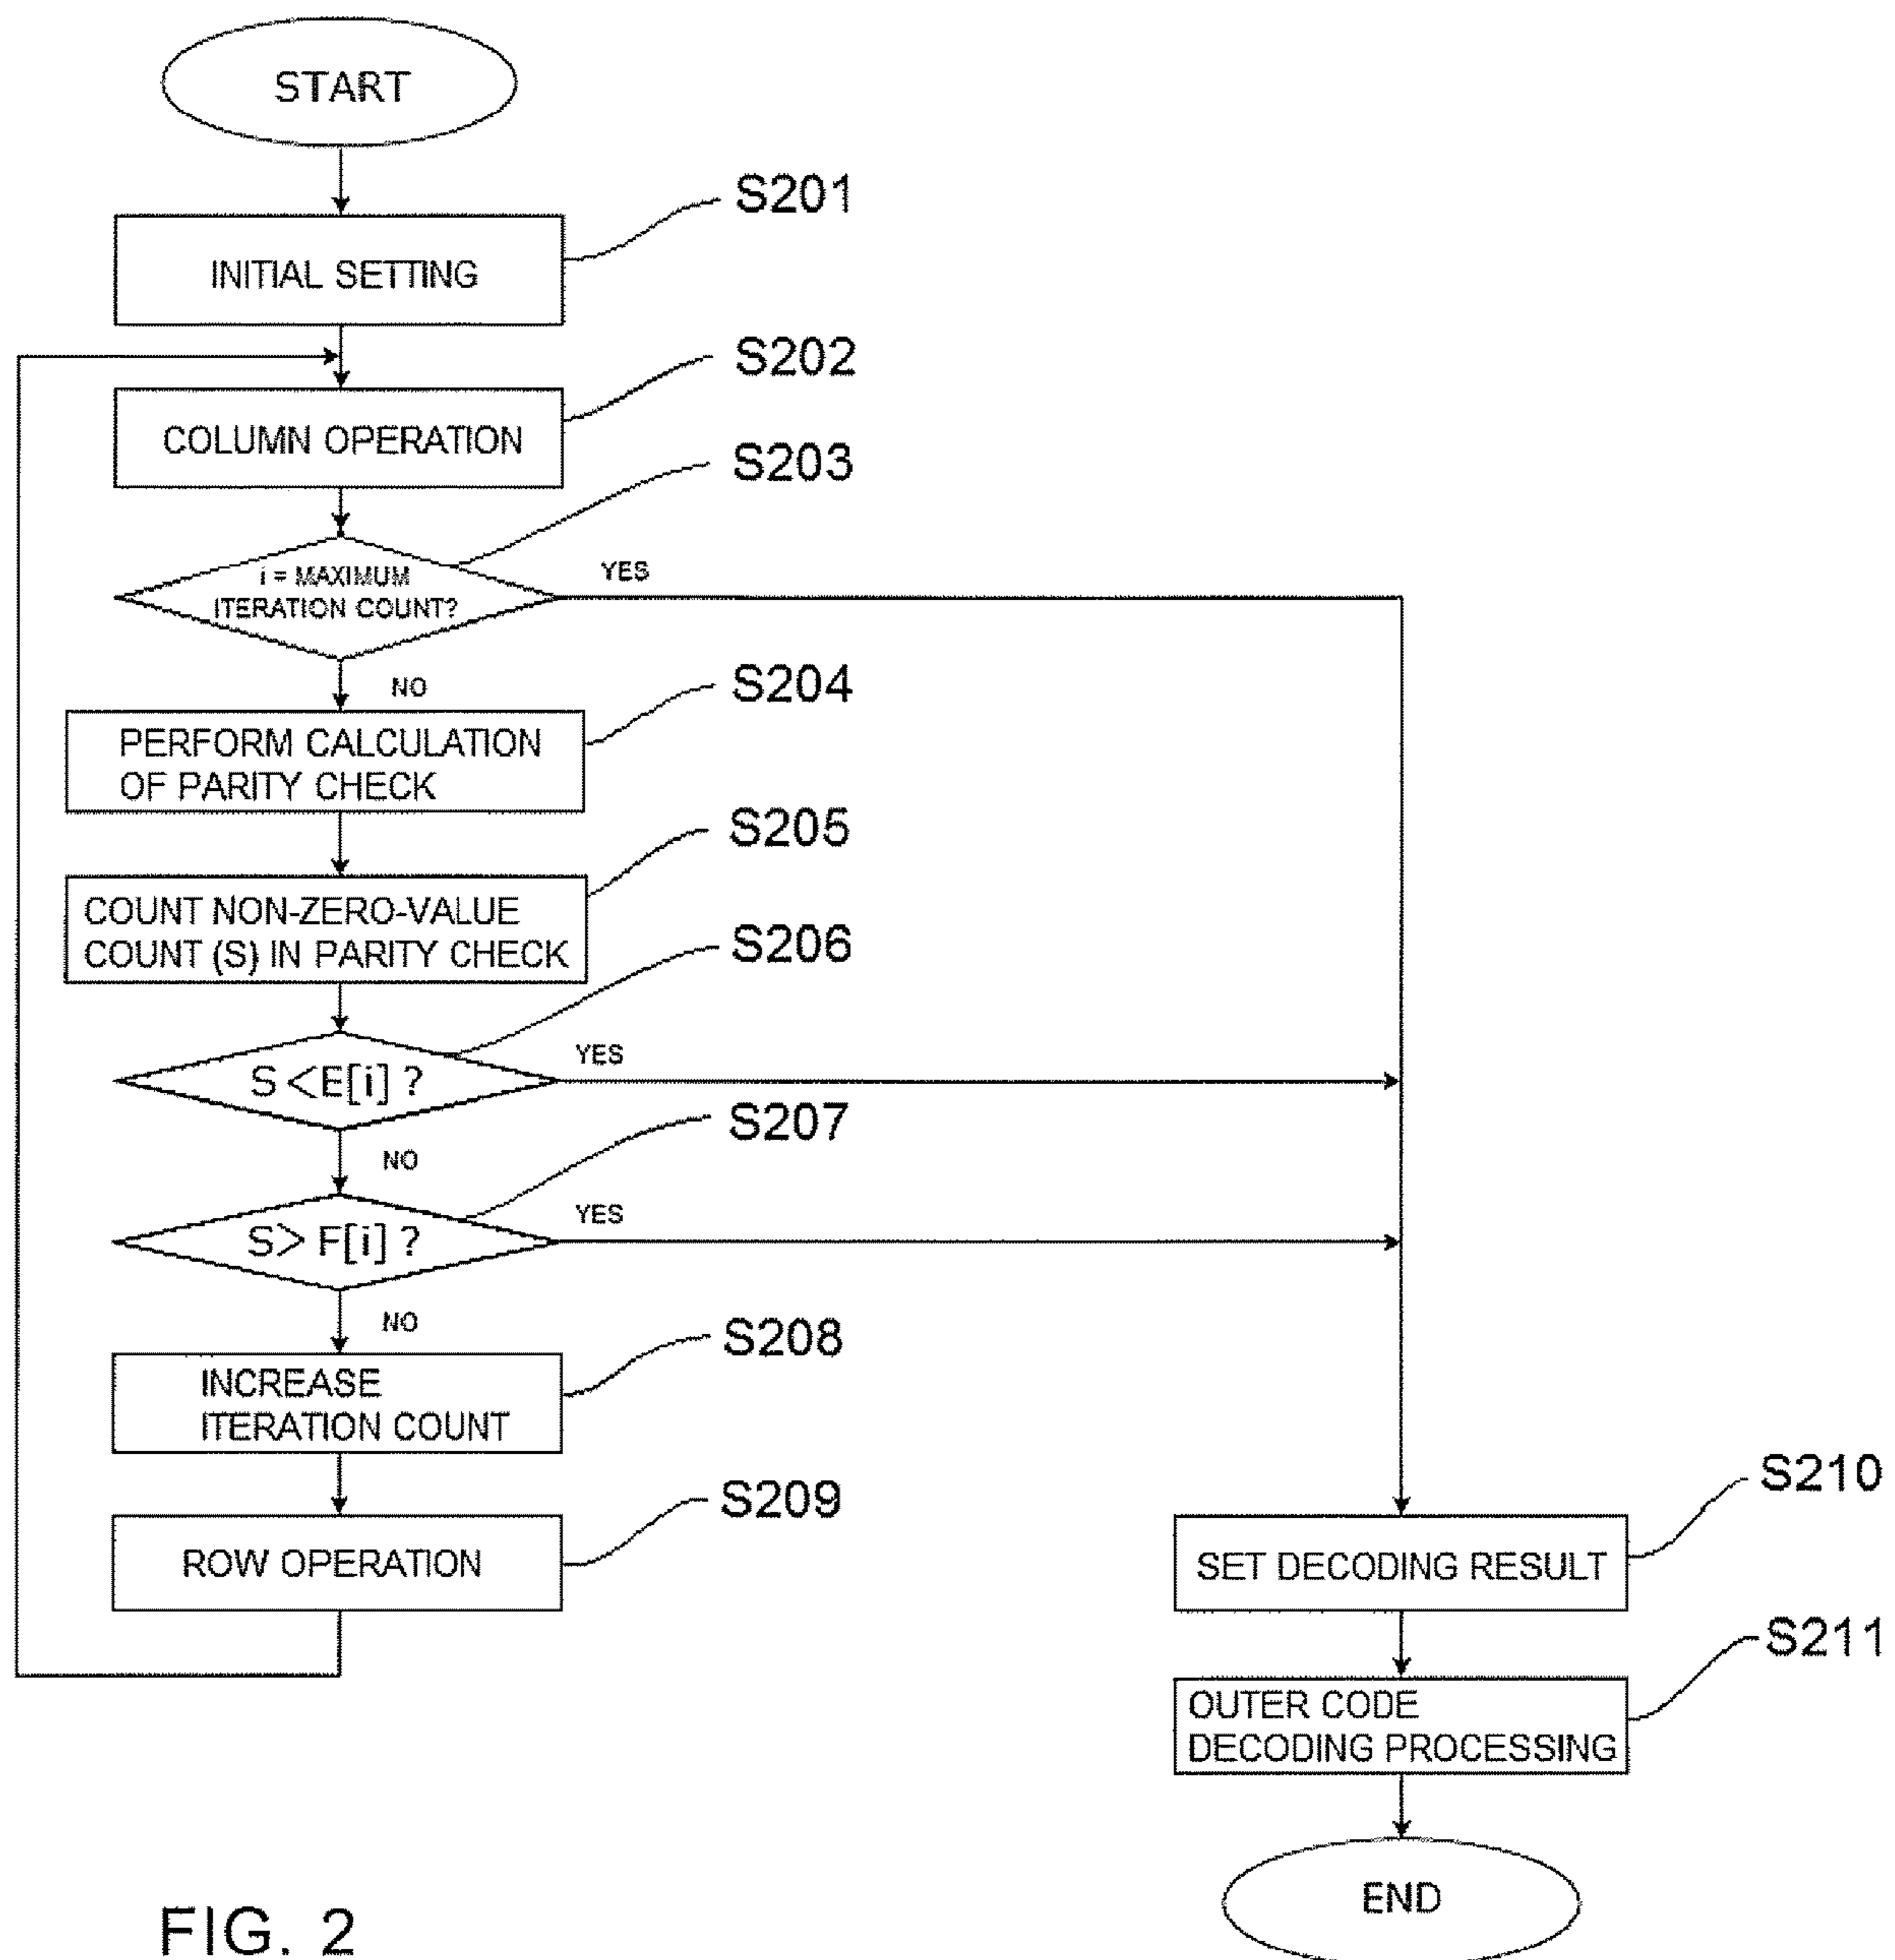 START
S201
INITIAL SETTING
S202
COLUMN OPERATION
S203
i = MAXIMUM
ITERATION COUNT?
YES
NO
S204
PERFORM CALCULATION
OF PARITY CHECK
S205
COUNT NON-ZERO-VALUE
COUNT (S) IN PARITY CHECK
S206
S <E[i] ?
YES
NO
S207
S> F[i] ?
YES
NO
S208
INCREASE
ITERATION COUNT
S209
ROW OPERATION
S210
SET DECODING RESULT
S211
OUTER CODE
DECODING PROCESSING
END
FIG. 2